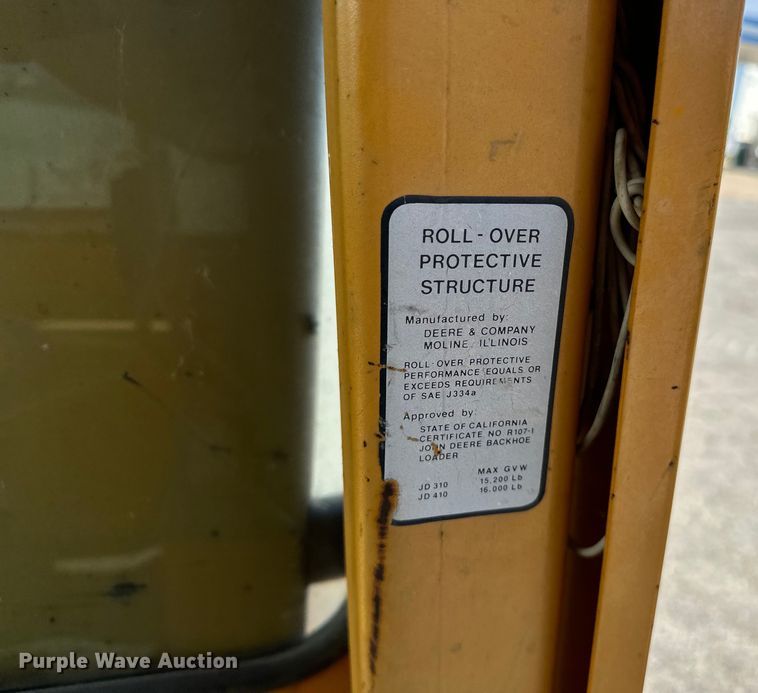 ROLL - OVER
PROTECTIVE
STRUCTURE
Manufactured by:
DEERE & COMPANY
MOLINE, ILLINOIS
ROLL-OVER PROTECTIVE
PERFORMANCE EQUALS OR
EXCEEDS REQUIREMENTS
OF SAE J334a
Approved by:
STATE OF CALIFORNIA
CERTIFICATE NO R107-1
JOHN DEERE BACKHOE
LOADER
MAX GVW
JD 310 15,200 Lb
JD 410 16,000 Lb
Purple Wave Auction